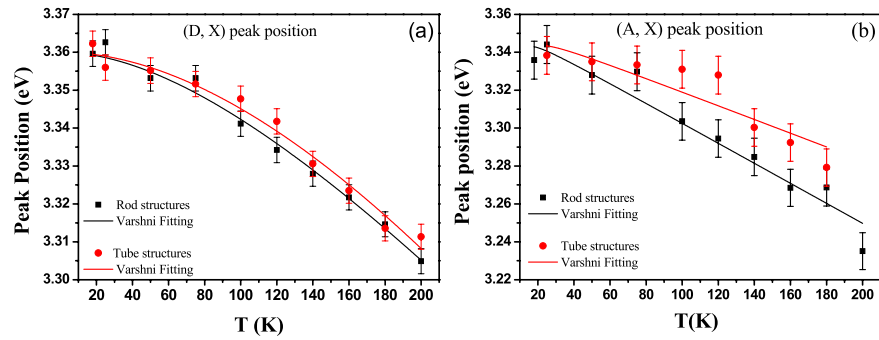 (D, X) peak position
(a)
Peak Position (eV)
3.37
3.36
3.35
3.34
3.33
3.32
3.31
3.30
Rod structures
Varshni Fitting
Tube structures
Varshni Fitting
20 40 60 80 100 120 140 160 180 200
T (K)
(A, X) peak position
(b)
Peak position (eV)
3.36
3.34
3.32
3.30
3.28
3.26
3.24
3.22
Rod structures
Varshni Fitting
Tube structures
Varshni Fitting
20 40 60 80 100 120 140 160 180 200
T(K)